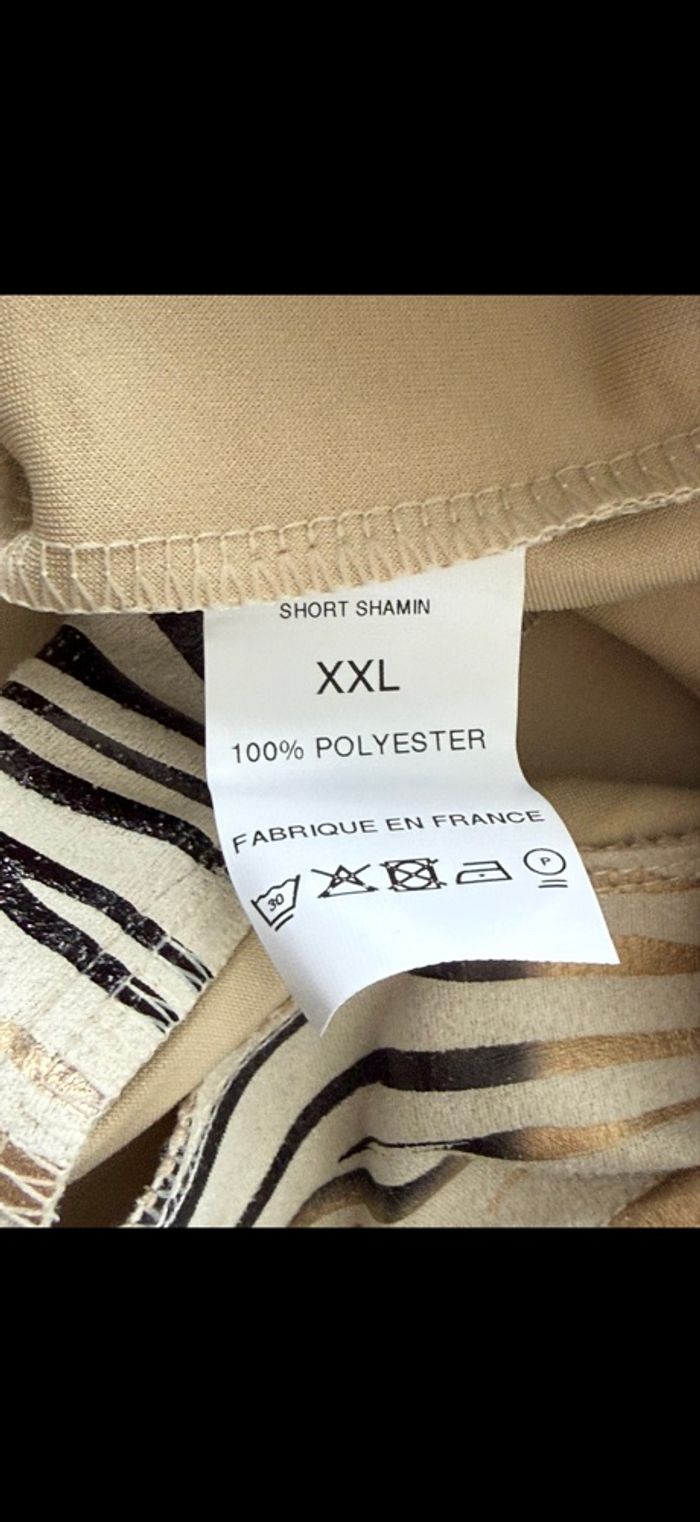 SHORT SHAMIN
XXL
100% POLYESTER
FABRIQUE EN FRANCE
30 P